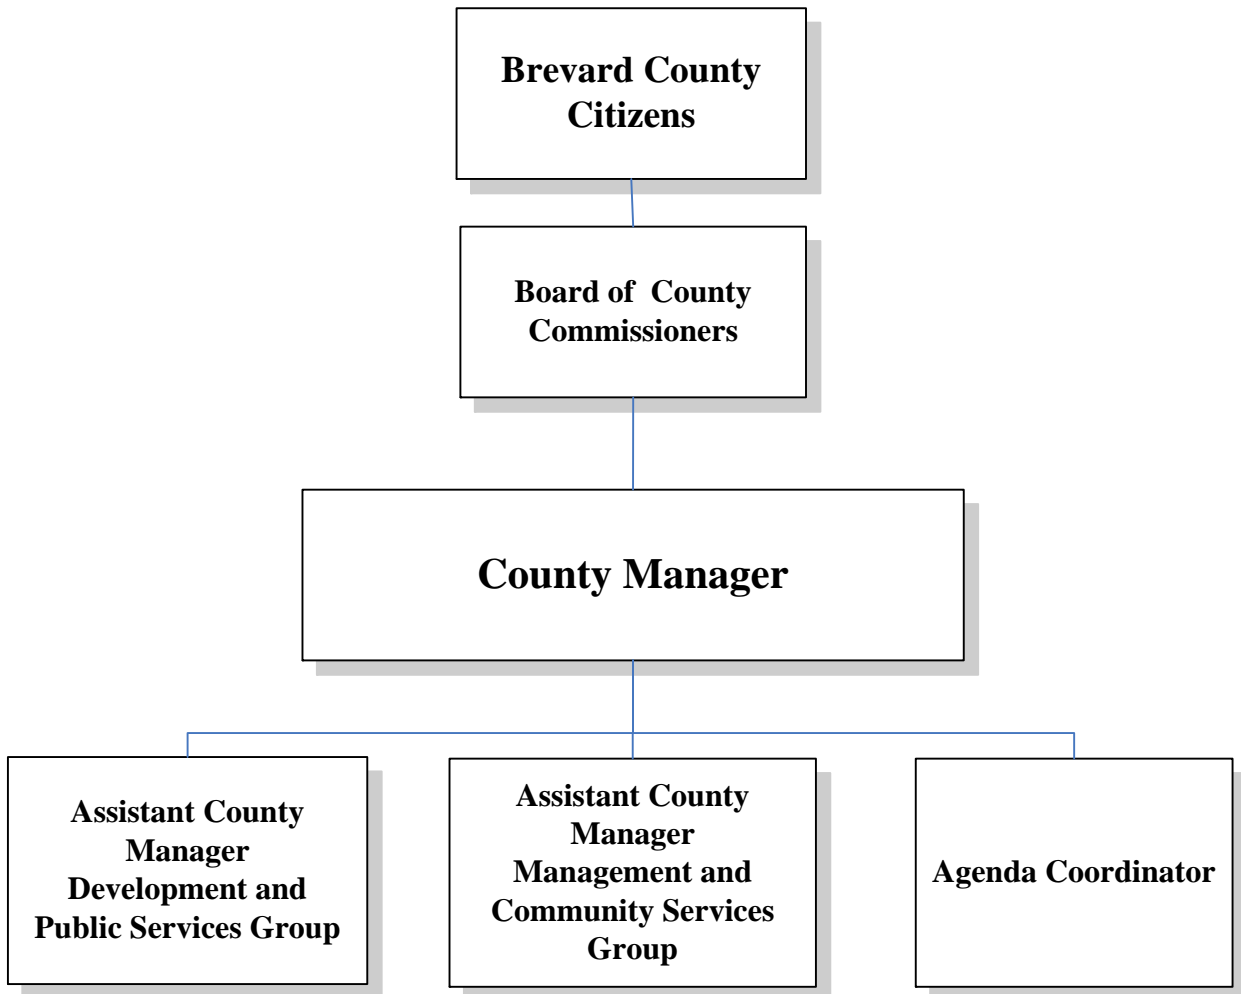 Brevard County
Citizens
Board of  County
Commissioners
County Manager
Assistant County
Manager
Development and
Public Services Group
Assistant County
Manager
Management and
Community Services
Group
Agenda Coordinator